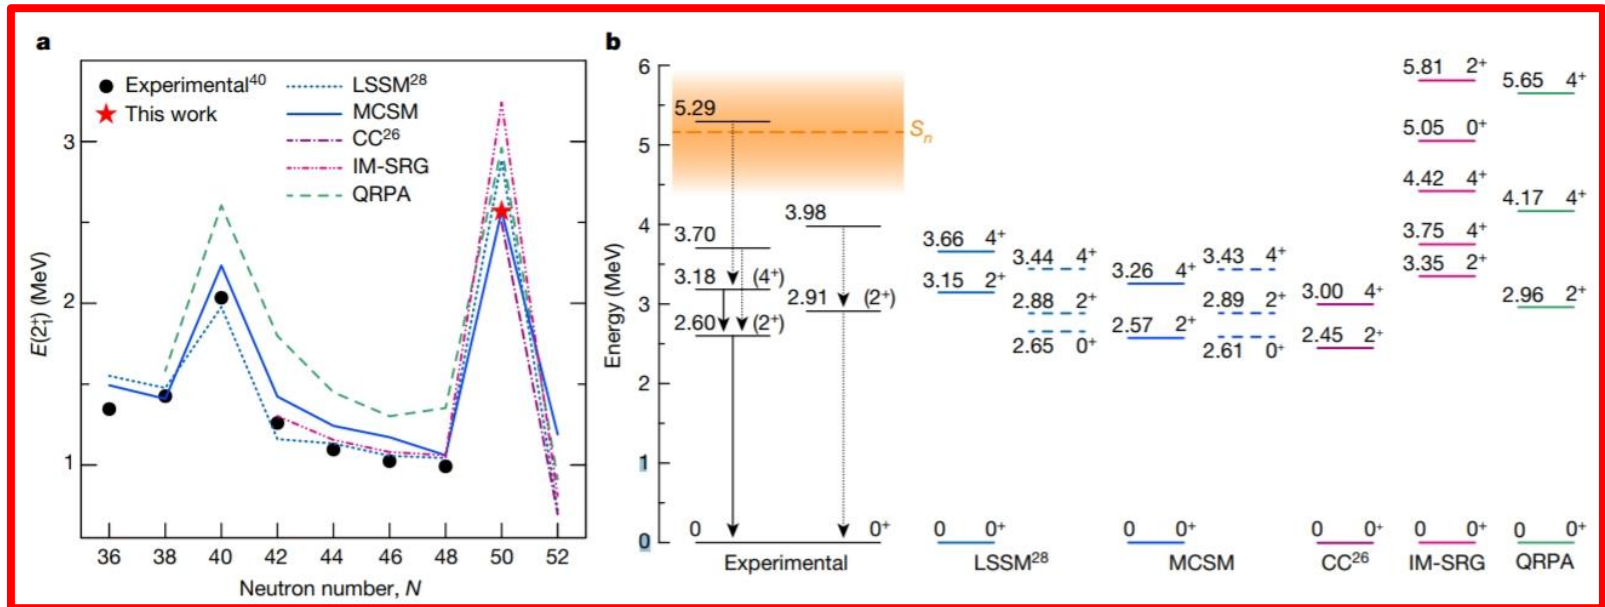 a
Experimental⁴⁰
This work
LSSM²⁸
MCSM
CC²⁶
IM-SRG
QRPA
E(2₁⁺) (MeV)
3
2
1
36 38 40 42 44 46 48 50 52
Neutron number, N
b
Energy (MeV)
6
5
4
3
2
1
0
5.29
Sₙ
3.98
3.70
3.18 (4⁺)
2.91 (2⁺)
2.60 (2⁺)
0 0⁺
Experimental
3.66 4⁺
3.44 4⁺
3.15 2⁺
2.88 2⁺
2.65 0⁺
0 0⁺
LSSM²⁸
3.43 4⁺
3.26 4⁺
2.89 2⁺
2.57 2⁺
2.61 0⁺
0 0⁺
MCSM
3.00 4⁺
2.45 2⁺
0 0⁺
CC²⁶
5.81 2⁺
5.05 0⁺
4.42 4⁺
3.75 4⁺
3.35 2⁺
0 0⁺
IM-SRG
5.65 4⁺
4.17 4⁺
2.96 2⁺
0 0⁺
QRPA